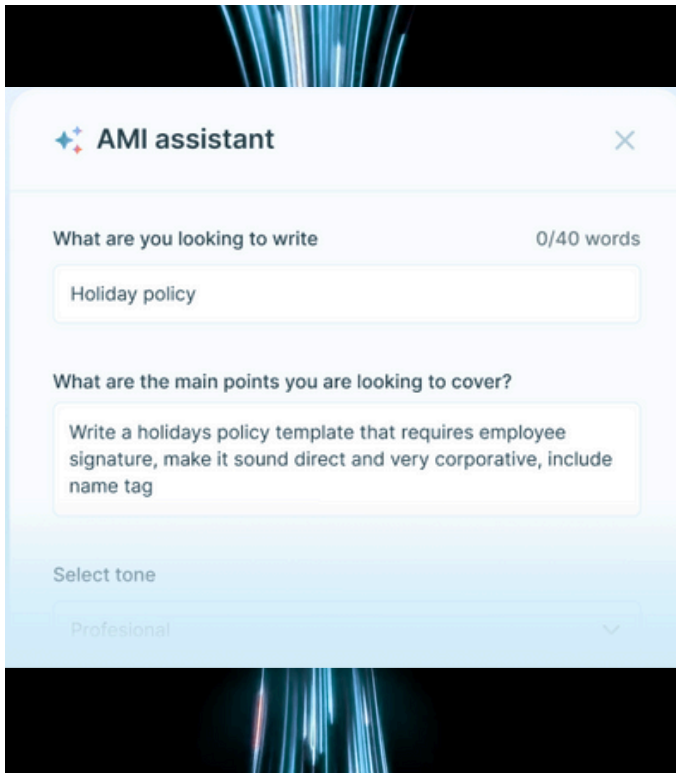 AMI assistant
What are you looking to write 0/40 words
Holiday policy
What are the main points you are looking to cover?
Write a holidays policy template that requires employee
signature, make it sound direct and very corporative, include
name tag
Select tone
Profesional